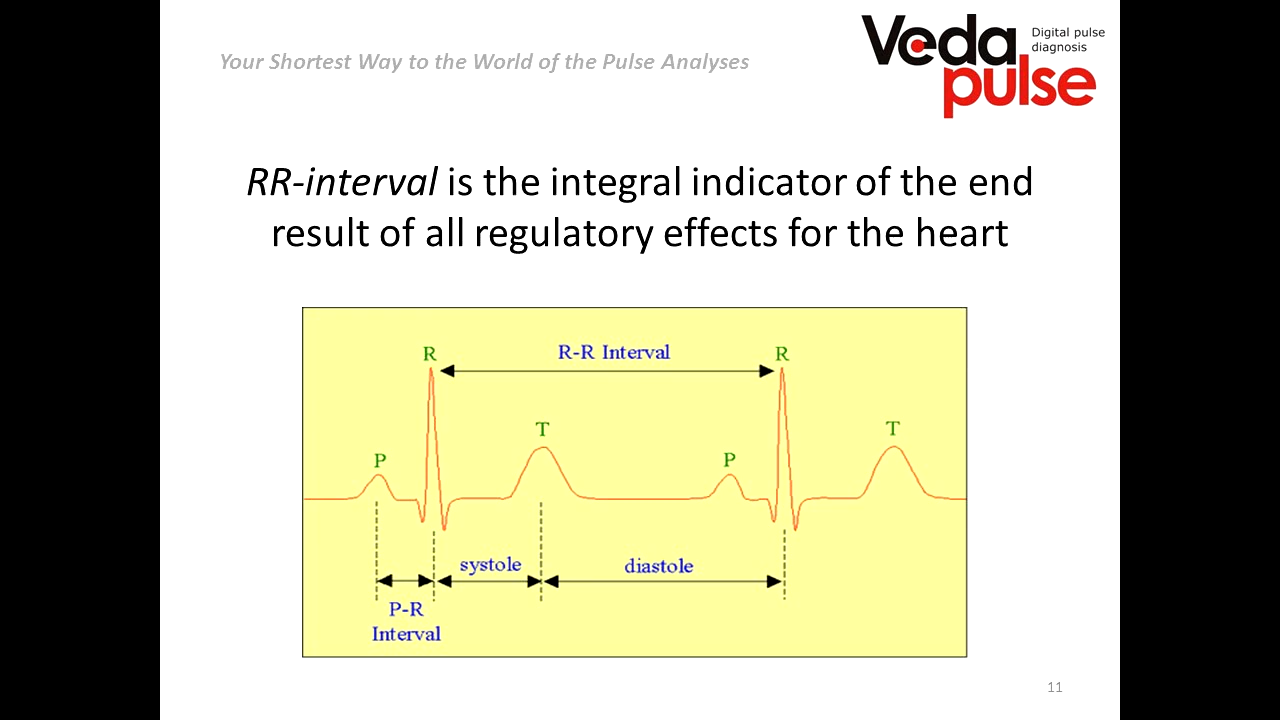 Your Shortest Way to the World of the Pulse Analyses
Veda
pulse
Digital pulse
diagnosis
RR-interval is the integral indicator of the end
result of all regulatory effects for the heart
R
R-R Interval
R
T
T
P
P
systole
diastole
P-R
Interval
11